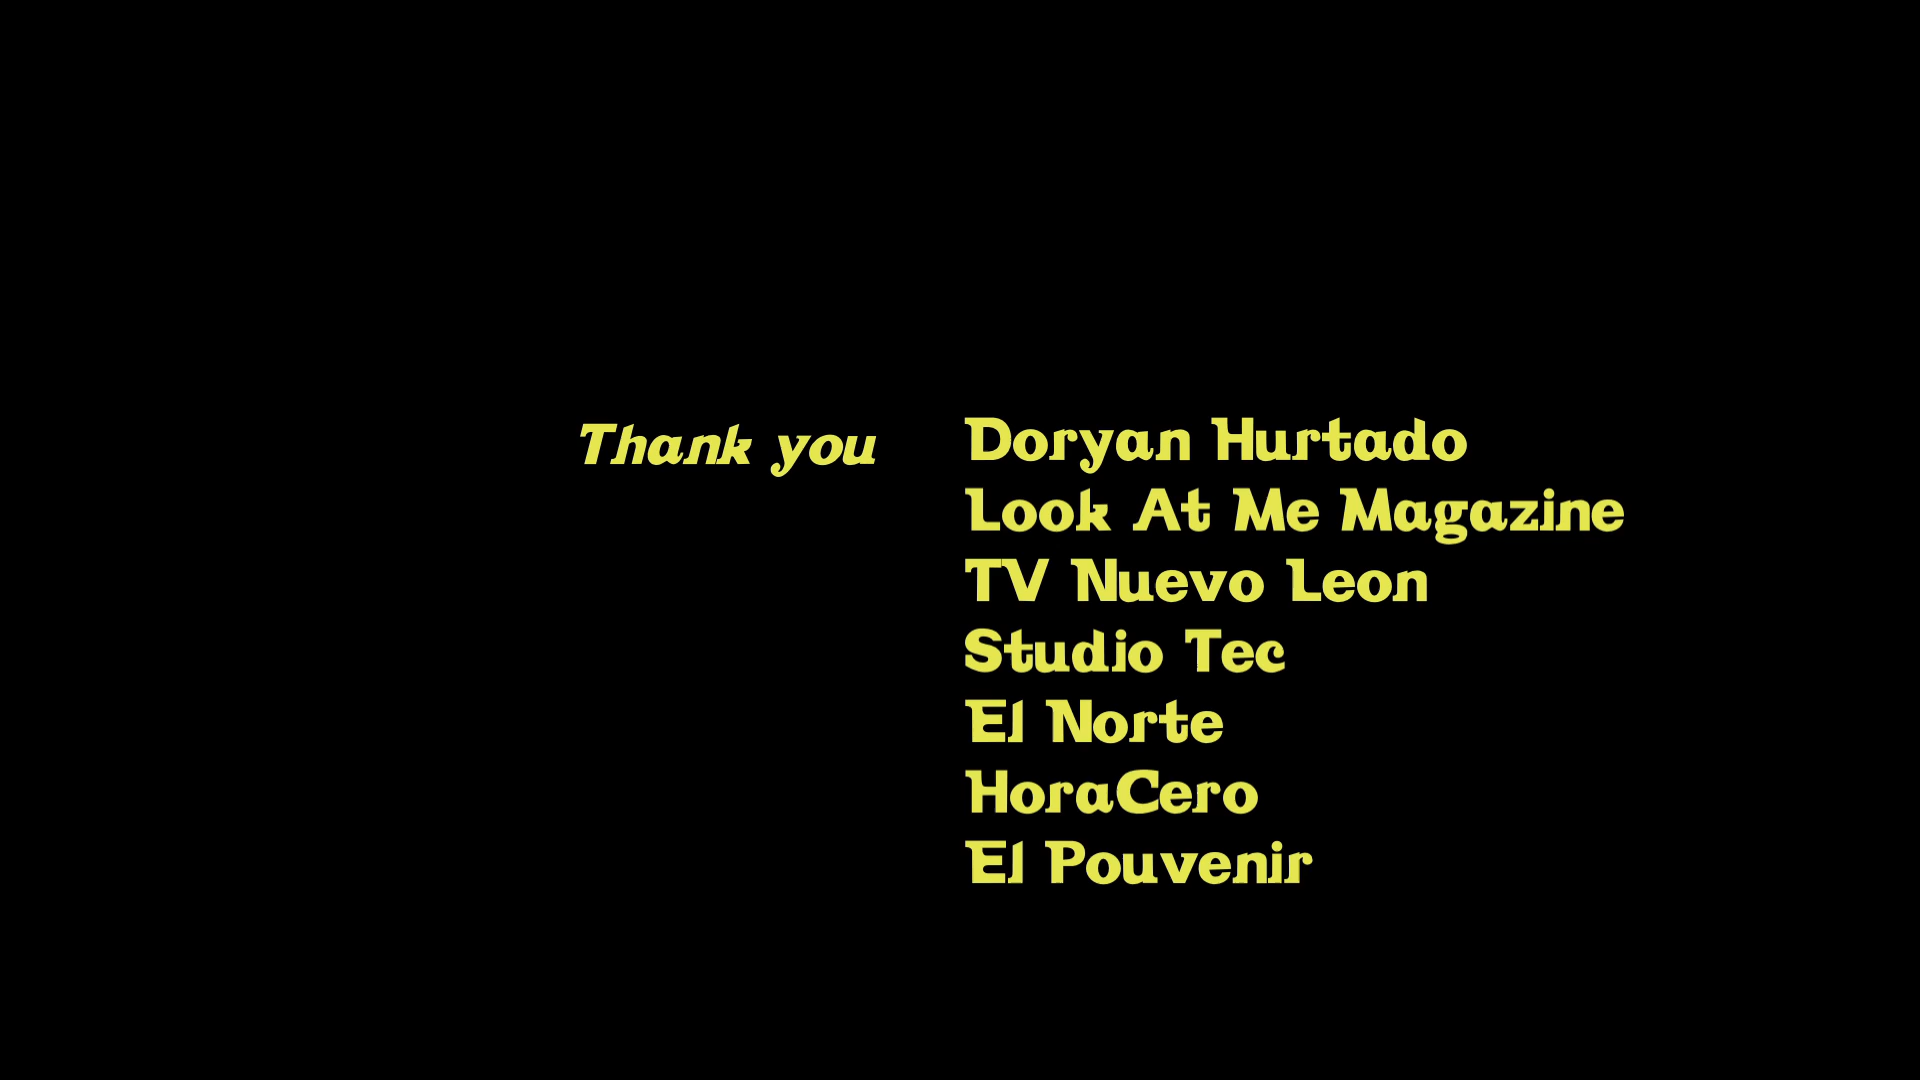 Thank you Doryan Hurtado
Look At Me Magazine
TV Nuevo Leon
Studio Tec
El Norte
HoraCero
El Pouvenir